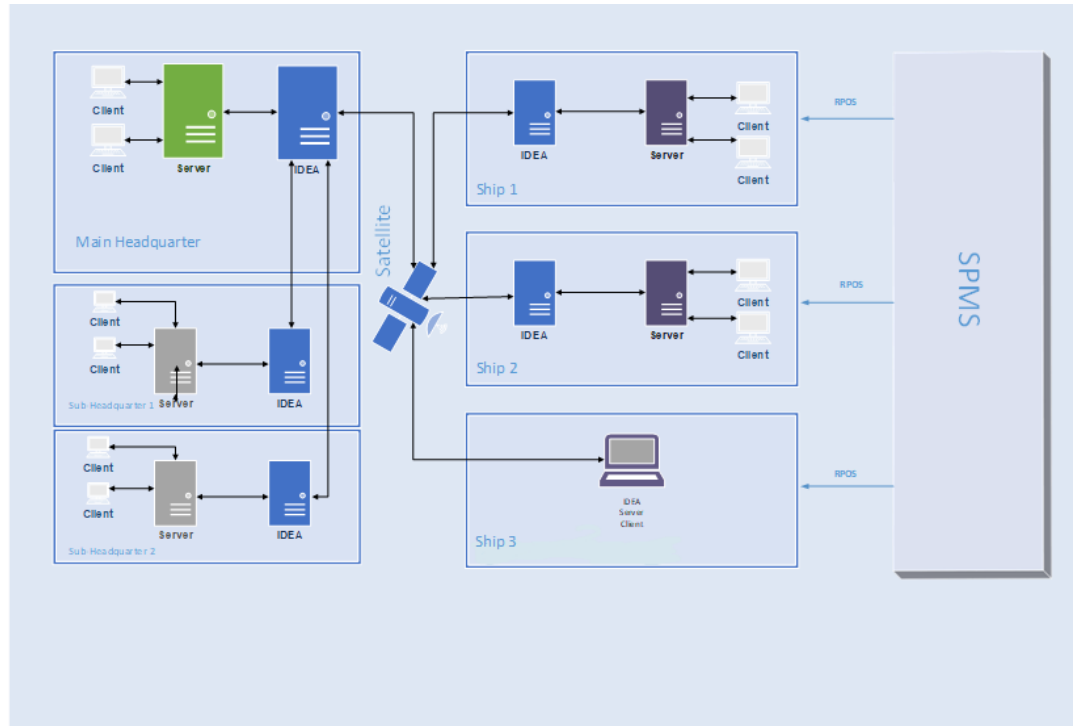 Client
Client
Server
IDEA
Main Headquarter
Client
Client
Server
IDEA
Sub-Headquarter 1
Client
Client
Server
IDEA
Sub-Headquarter 2
Satellite
IDEA
Server
Client
Client
Ship 1
IDEA
Server
Client
Client
Ship 2
IDEA
Server
Client
Ship 3
RPOS
RPOS
RPOS
SPMS